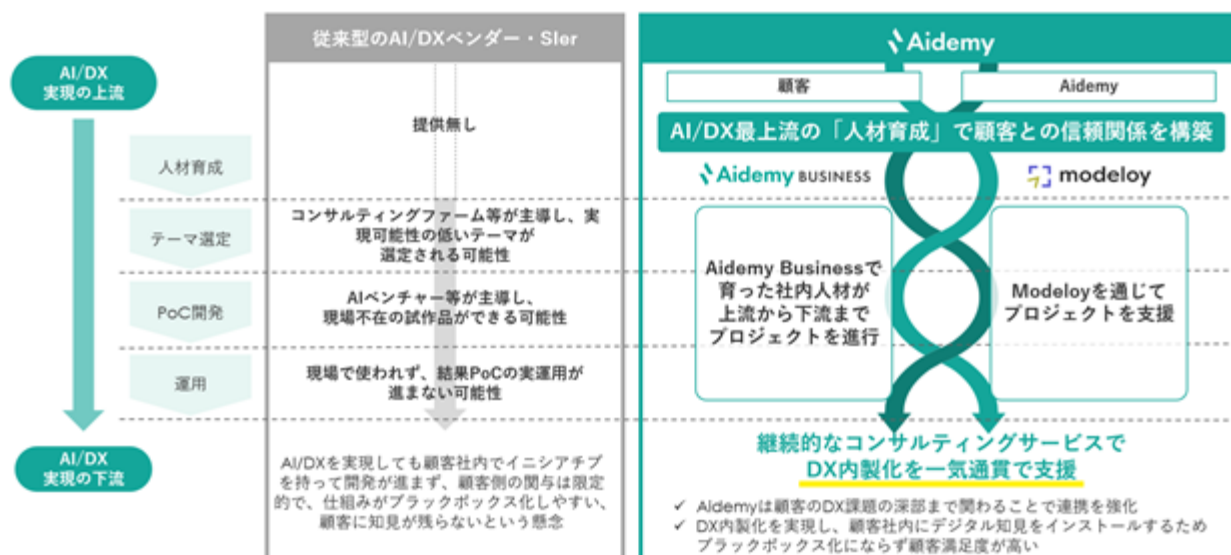 AI/DX
実現の上流
人材育成
テーマ選定
PoC開発
運用
AI/DX
実現の下流
従来型のAI/DXベンダー・SIer
提供無し
コンサルティングファーム等が主導し、実
現可能性の低いテーマが
選定される可能性
AIベンチャー等が主導し、
現場不在の試作品ができる可能性
現場で使われず、結果PoCの実運用が
進まない可能性
AI/DXを実現しても顧客社内でイニシアチブ
を持って開発が進まず、顧客側の関与は限定
的で、仕組みがブラックボックス化しやすい、
顧客に知見が残らないという懸念
Aidemy
顧客
Aidemy
AI/DX最上流の「人材育成」で顧客との信頼関係を構築
Aidemy BUSINESS
modeloy
Aidemy Businessで
育った社内人材が
上流から下流まで
プロジェクトを進行
Modeloyを通じて
プロジェクトを支援
継続的なコンサルティングサービスで
DX内製化を一気通貫で支援
✓ Aidemyは顧客のDX課題の深部まで関わることで連携を強化
✓ DX内製化を実現し、顧客社内にデジタル知見をインストールするため
ブラックボックス化にならず顧客満足度が高い